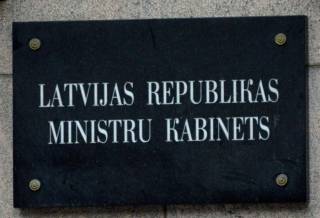 LATVIJAS REPUBLIKAS
MINISTRU KABINETS